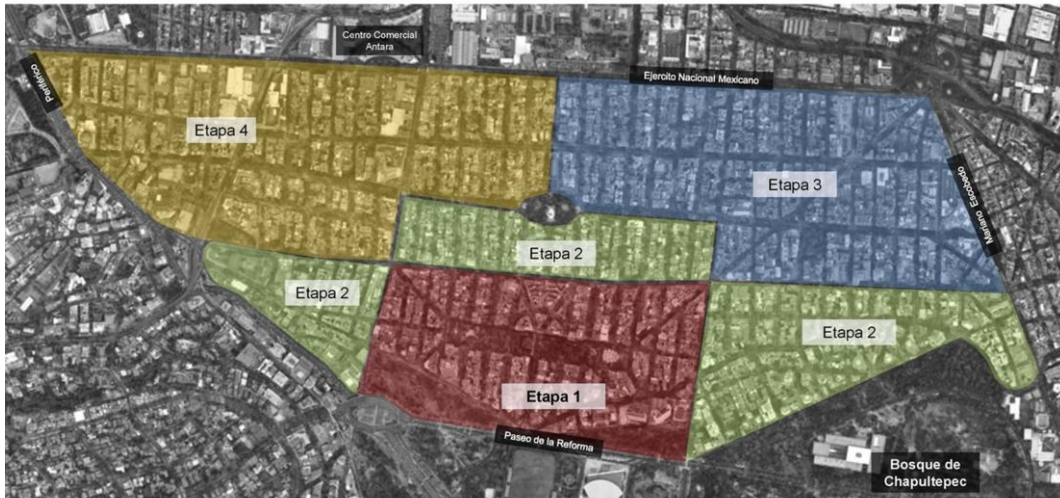 Centro Comercial
Antara
Ejercito Nacional Mexicano
Periférico
Etapa 4
Etapa 3
Mariano Escobedo
Etapa 2
Etapa 2
Etapa 2
Etapa 1
Paseo de la Reforma
Bosque de
Chapultepec